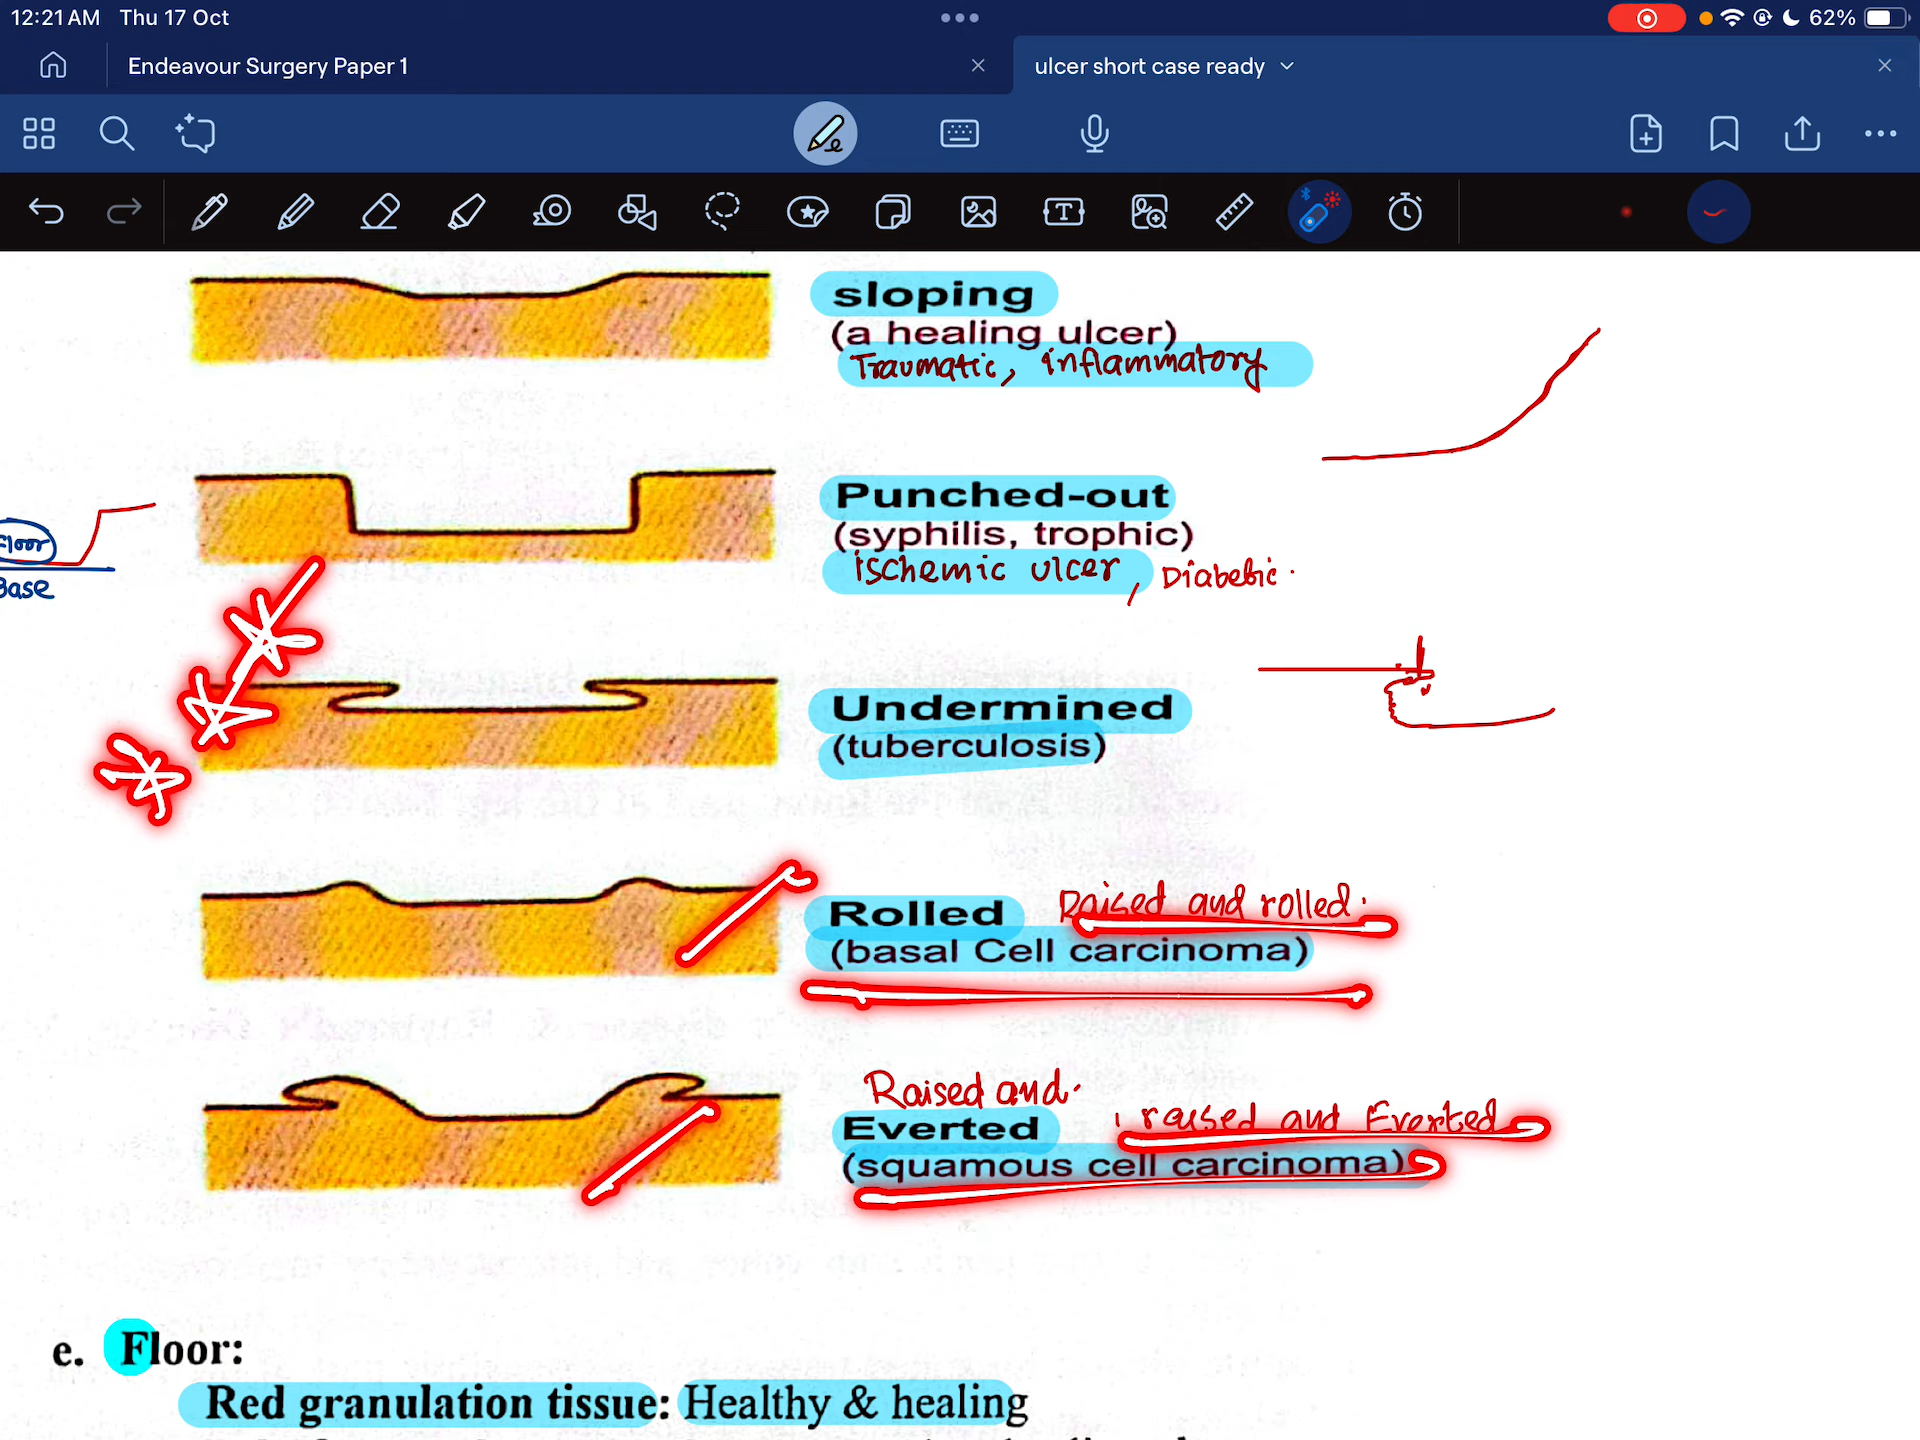 12:21 AM Thu 17 Oct
62%
Endeavour Surgery Paper 1
ulcer short case ready
sloping
(a healing ulcer)
Traumatic, inflammatory
Punched-out
(syphilis, trophic)
ischemic ulcer, Diabetic.
Floor
Base
Undermined
(tuberculosis)
Rolled Raised and rolled.
(basal Cell carcinoma)
Raised and.
Everted , raised and Everted
(squamous cell carcinoma)
e. Floor:
Red granulation tissue: Healthy & healing